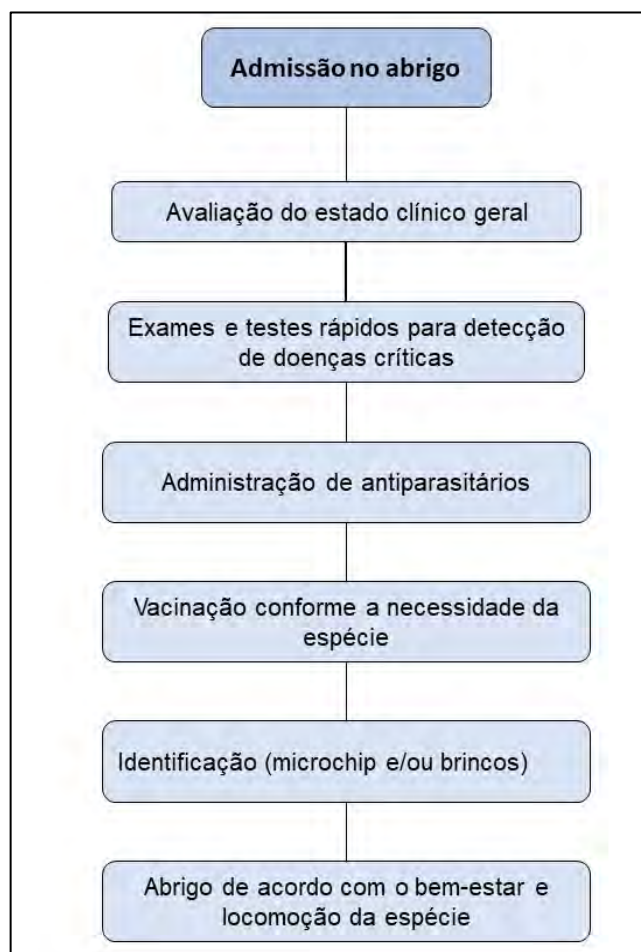 Admissão no abrigo
Avaliação do estado clínico geral
Exames e testes rápidos para detecção
de doenças críticas
Administração de antiparasitários
Vacinação conforme a necessidade da
espécie
Identificação (microchip e/ou brincos)
Abrigo de acordo com o bem-estar e
locomoção da espécie